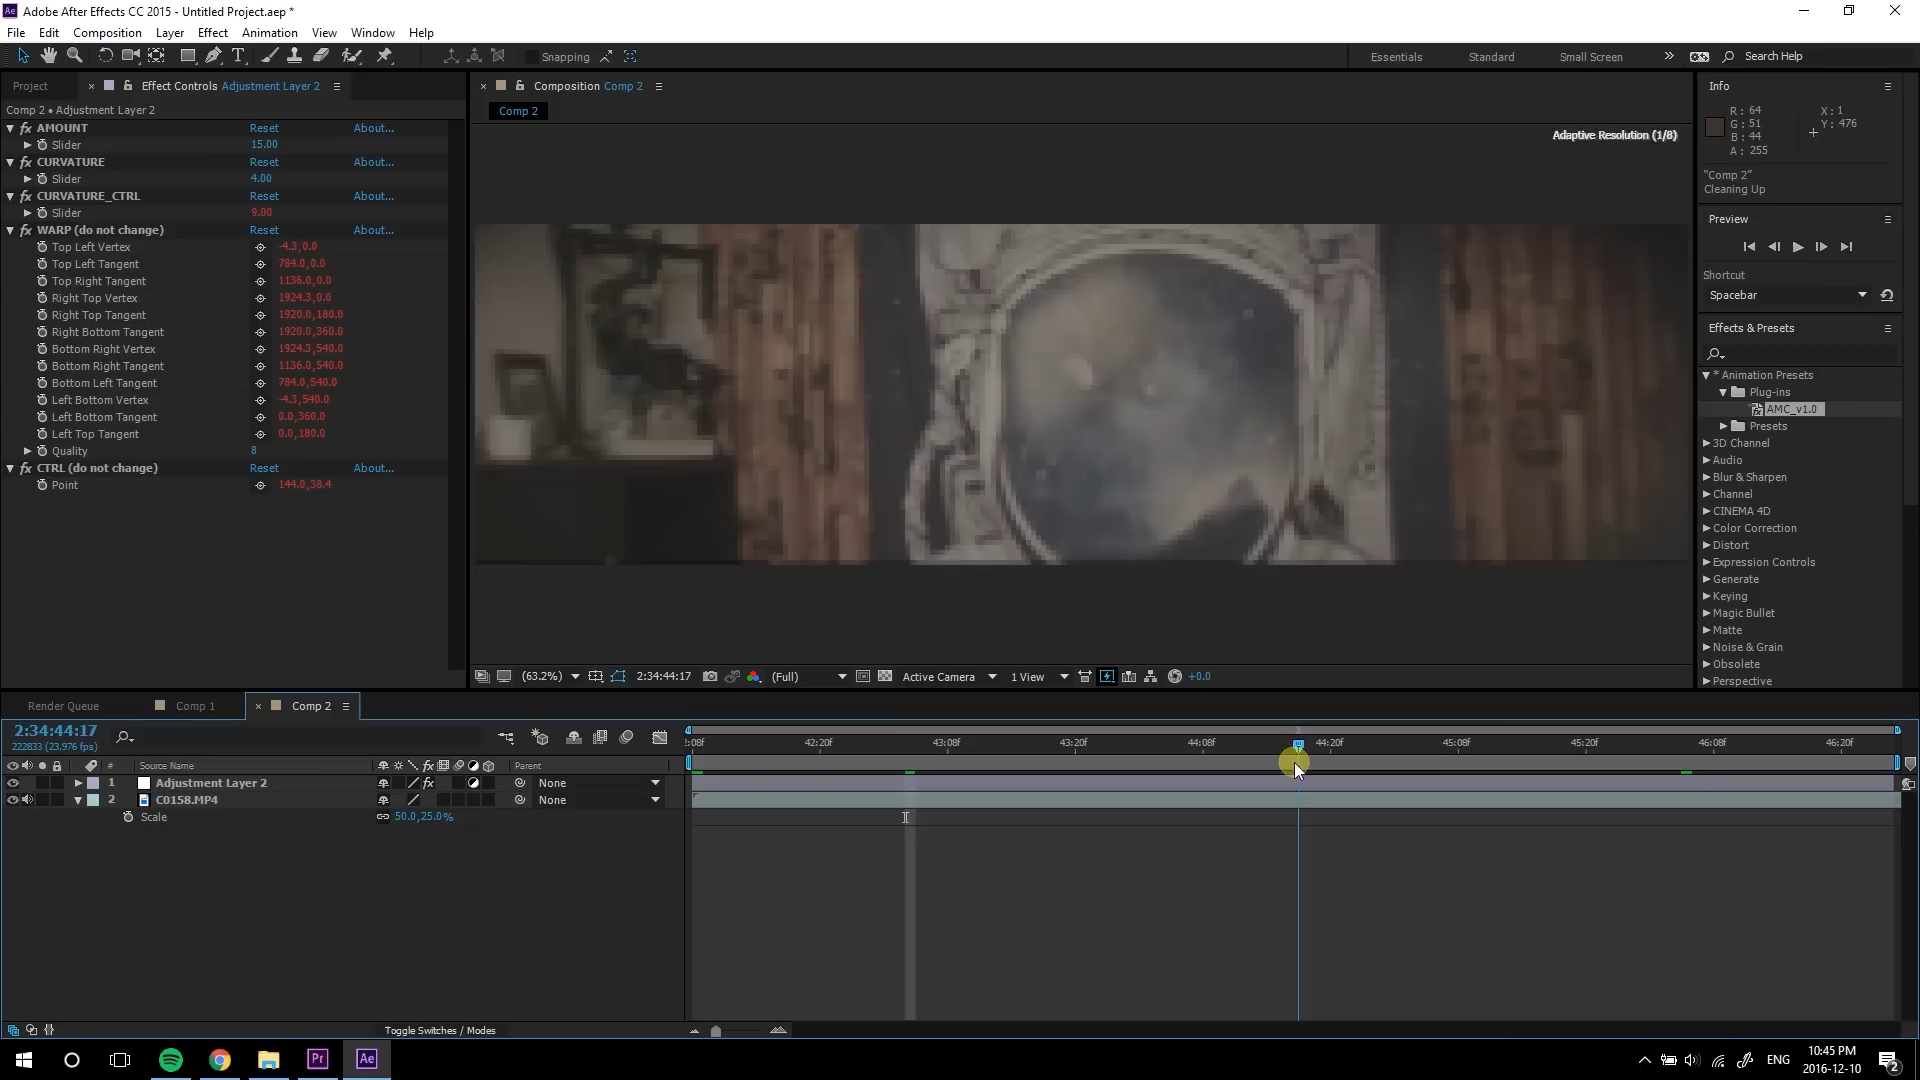 Adobe After Effects CC 2015 - Untitled Project.aep *
File Edit Composition Layer Effect Animation View Window Help
Snapping Essentials Standard Small Screen Search Help
Project Effect Controls Adjustment Layer 2 Composition Comp 2 Info
Comp 2 • Adjustment Layer 2
Comp 2
AMOUNT Reset About...
Slider 15.00
CURVATURE Reset About...
Slider 4.00
CURVATURE_CTRL Reset About...
Slider 9.00
WARP (do not change) Reset About...
Top Left Vertex -4.3,0.0
Top Left Tangent 784.0,0.0
Top Right Tangent 1136.0,0.0
Right Top Vertex 1924.3,0.0
Right Top Tangent 1920.0,180.0
Right Bottom Tangent 1920.0,360.0
Bottom Right Vertex 1924.3,540.0
Bottom Right Tangent 1136.0,540.0
Bottom Left Tangent 784.0,540.0
Left Bottom Vertex -4.3,540.0
Left Bottom Tangent 0.0,360.0
Left Top Tangent 0.0,180.0
Quality 8
CTRL (do not change) Reset About...
Point 144.0,38.4
Adaptive Resolution (1/8)
(63.2%) 2:34:44:17 (Full) Active Camera 1 View +0.0
R: 64 X: 1
G: 51 Y: 476
B: 44
A: 255
"Comp 2"
Cleaning Up
Preview
Shortcut
Spacebar
Effects & Presets
* Animation Presets
Plug-ins
AMC_v1.0
Presets
3D Channel
Audio
Blur & Sharpen
Channel
CINEMA 4D
Color Correction
Distort
Expression Controls
Generate
Keying
Magic Bullet
Matte
Noise & Grain
Obsolete
Perspective
Render Queue Comp 1 Comp 2
2:34:44:17
222833 (23.976 fps)
:08f 42:20f 43:08f 43:20f 44:08f 44:20f 45:08f 45:20f 46:08f 46:20f
# Source Name Parent
1 Adjustment Layer 2 None
2 C0158.MP4 None
Scale 50.0,25.0%
Toggle Switches / Modes
Pr Ae ENG 10:45 PM
2016-12-10 2